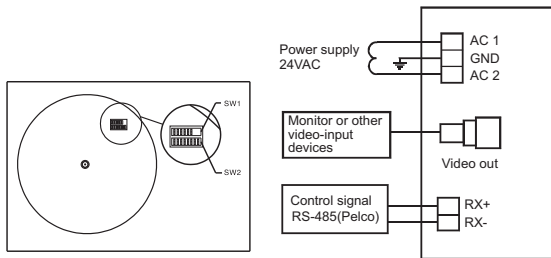 SW1
SW2
Power supply
24VAC
AC 1
GND
AC 2
Monitor or other
video-input
devices
Video out
Control signal
RS-485(Pelco)
RX+
RX-